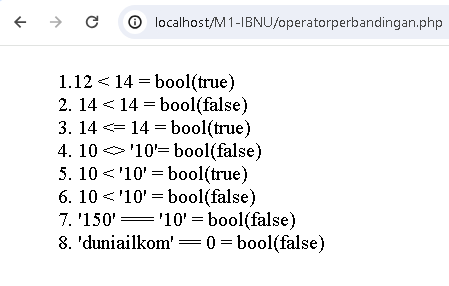 localhost/M1-IBNU/operatorperbandingan.php
1.12 < 14 = bool(true)
2. 14 < 14 = bool(false)
3. 14 <= 14 = bool(true)
4. 10 <> '10'= bool(false)
5. 10 < '10' = bool(true)
6. 10 < '10' = bool(false)
7. '150' === '10' = bool(false)
8. 'duniailkom' == 0 = bool(false)